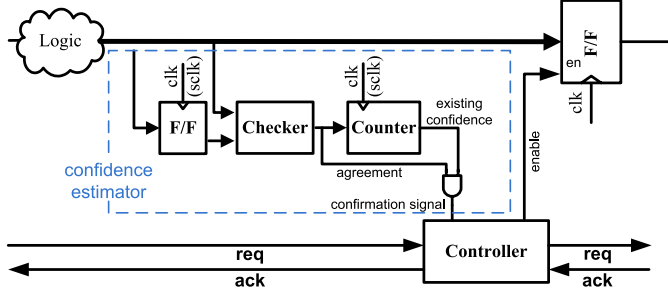 Logic
F/F
en
clk
clk
(sclk)
clk
(sclk)
F/F
Checker
Counter
existing
confidence
agreement
confidence
estimator
confirmation signal
enable
Controller
req
ack
req
ack